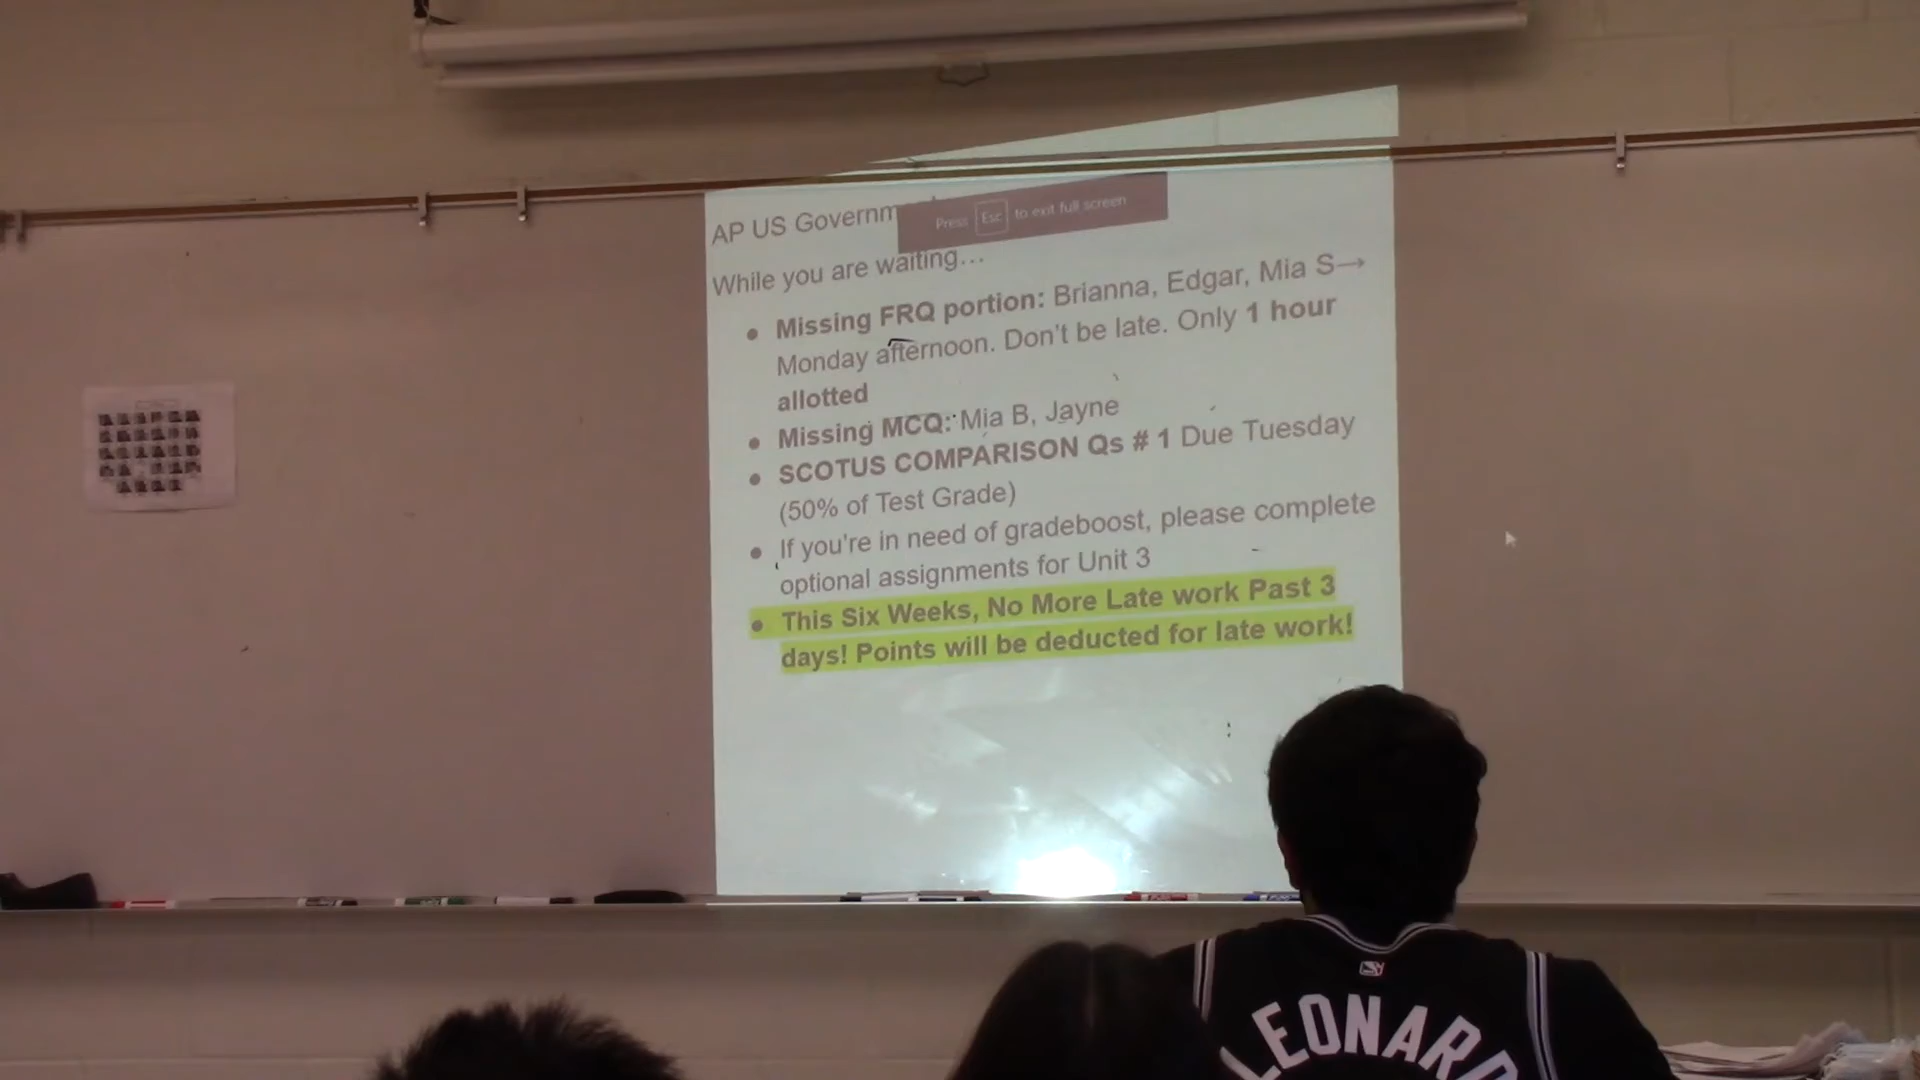 AP US Governm
Press Esc to exit full screen
While you are waiting...
● Missing FRQ portion: Brianna, Edgar, Mia S→
Monday afternoon. Don't be late. Only 1 hour
allotted
● Missing MCQ: Mia B, Jayne
● SCOTUS COMPARISON Qs # 1 Due Tuesday
(50% of Test Grade)
● If you're in need of gradeboost, please complete
optional assignments for Unit 3
● This Six Weeks, No More Late work Past 3
days! Points will be deducted for late work!
LEONARD